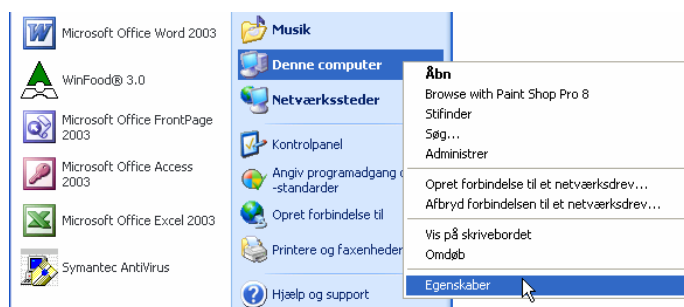 Microsoft Office Word 2003
WinFood® 3.0
Microsoft Office FrontPage
2003
Microsoft Office Access
2003
Microsoft Office Excel 2003
Symantec AntiVirus
Musik
Denne computer
Netværkssteder
Kontrolpanel
Angiv programadgang o
-standarder
Opret forbindelse til
Printere og faxenheder
Hjælp og support
Åbn
Browse with Paint Shop Pro 8
Stifinder
Søg...
Administrer
Opret forbindelse til et netværksdrev...
Afbryd forbindelsen til et netværksdrev...
Vis på skrivebordet
Omdøb
Egenskaber